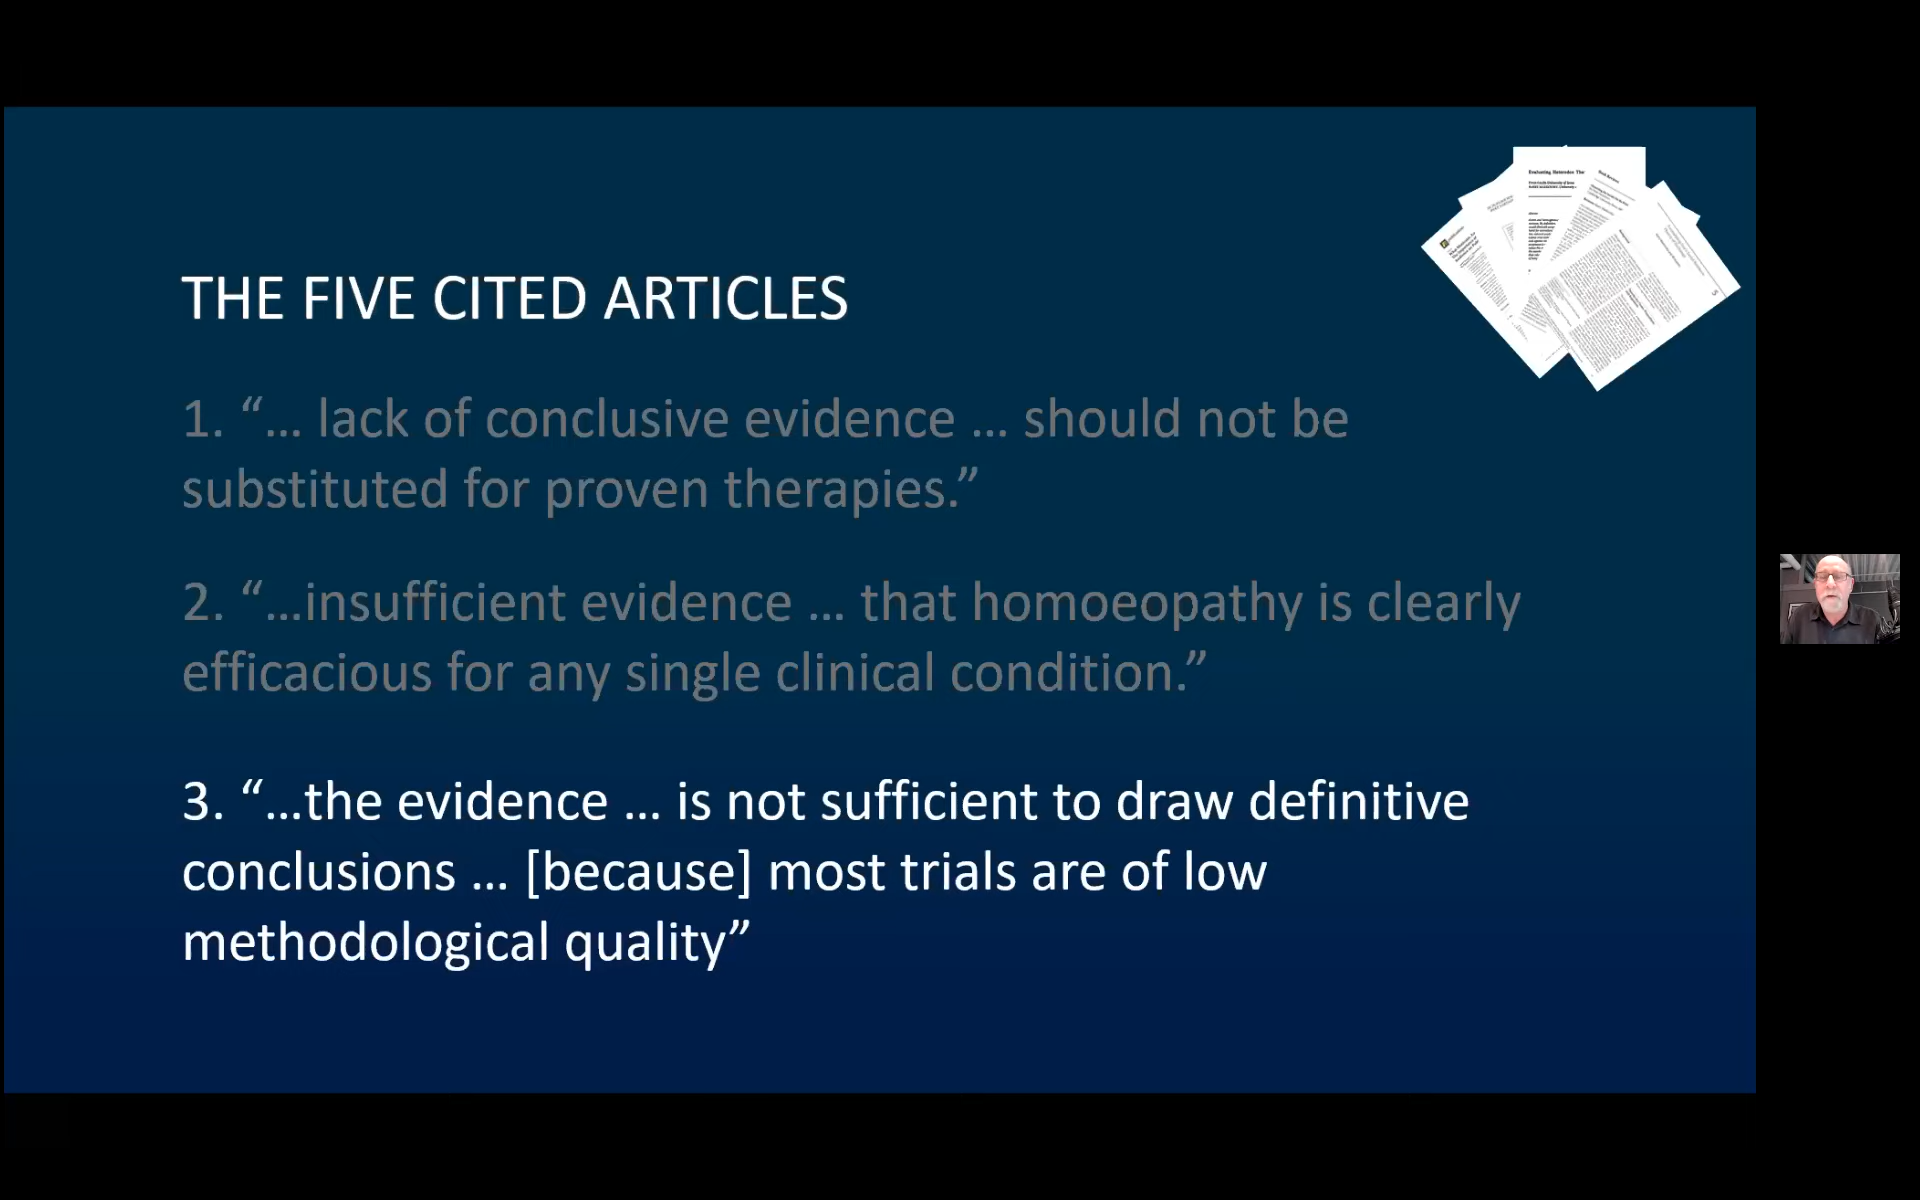 THE FIVE CITED ARTICLES
1. “… lack of conclusive evidence … should not be
substituted for proven therapies.”
2. “…insufficient evidence … that homoeopathy is clearly
efficacious for any single clinical condition.”
3. “…the evidence … is not sufficient to draw definitive
conclusions … [because] most trials are of low
methodological quality”